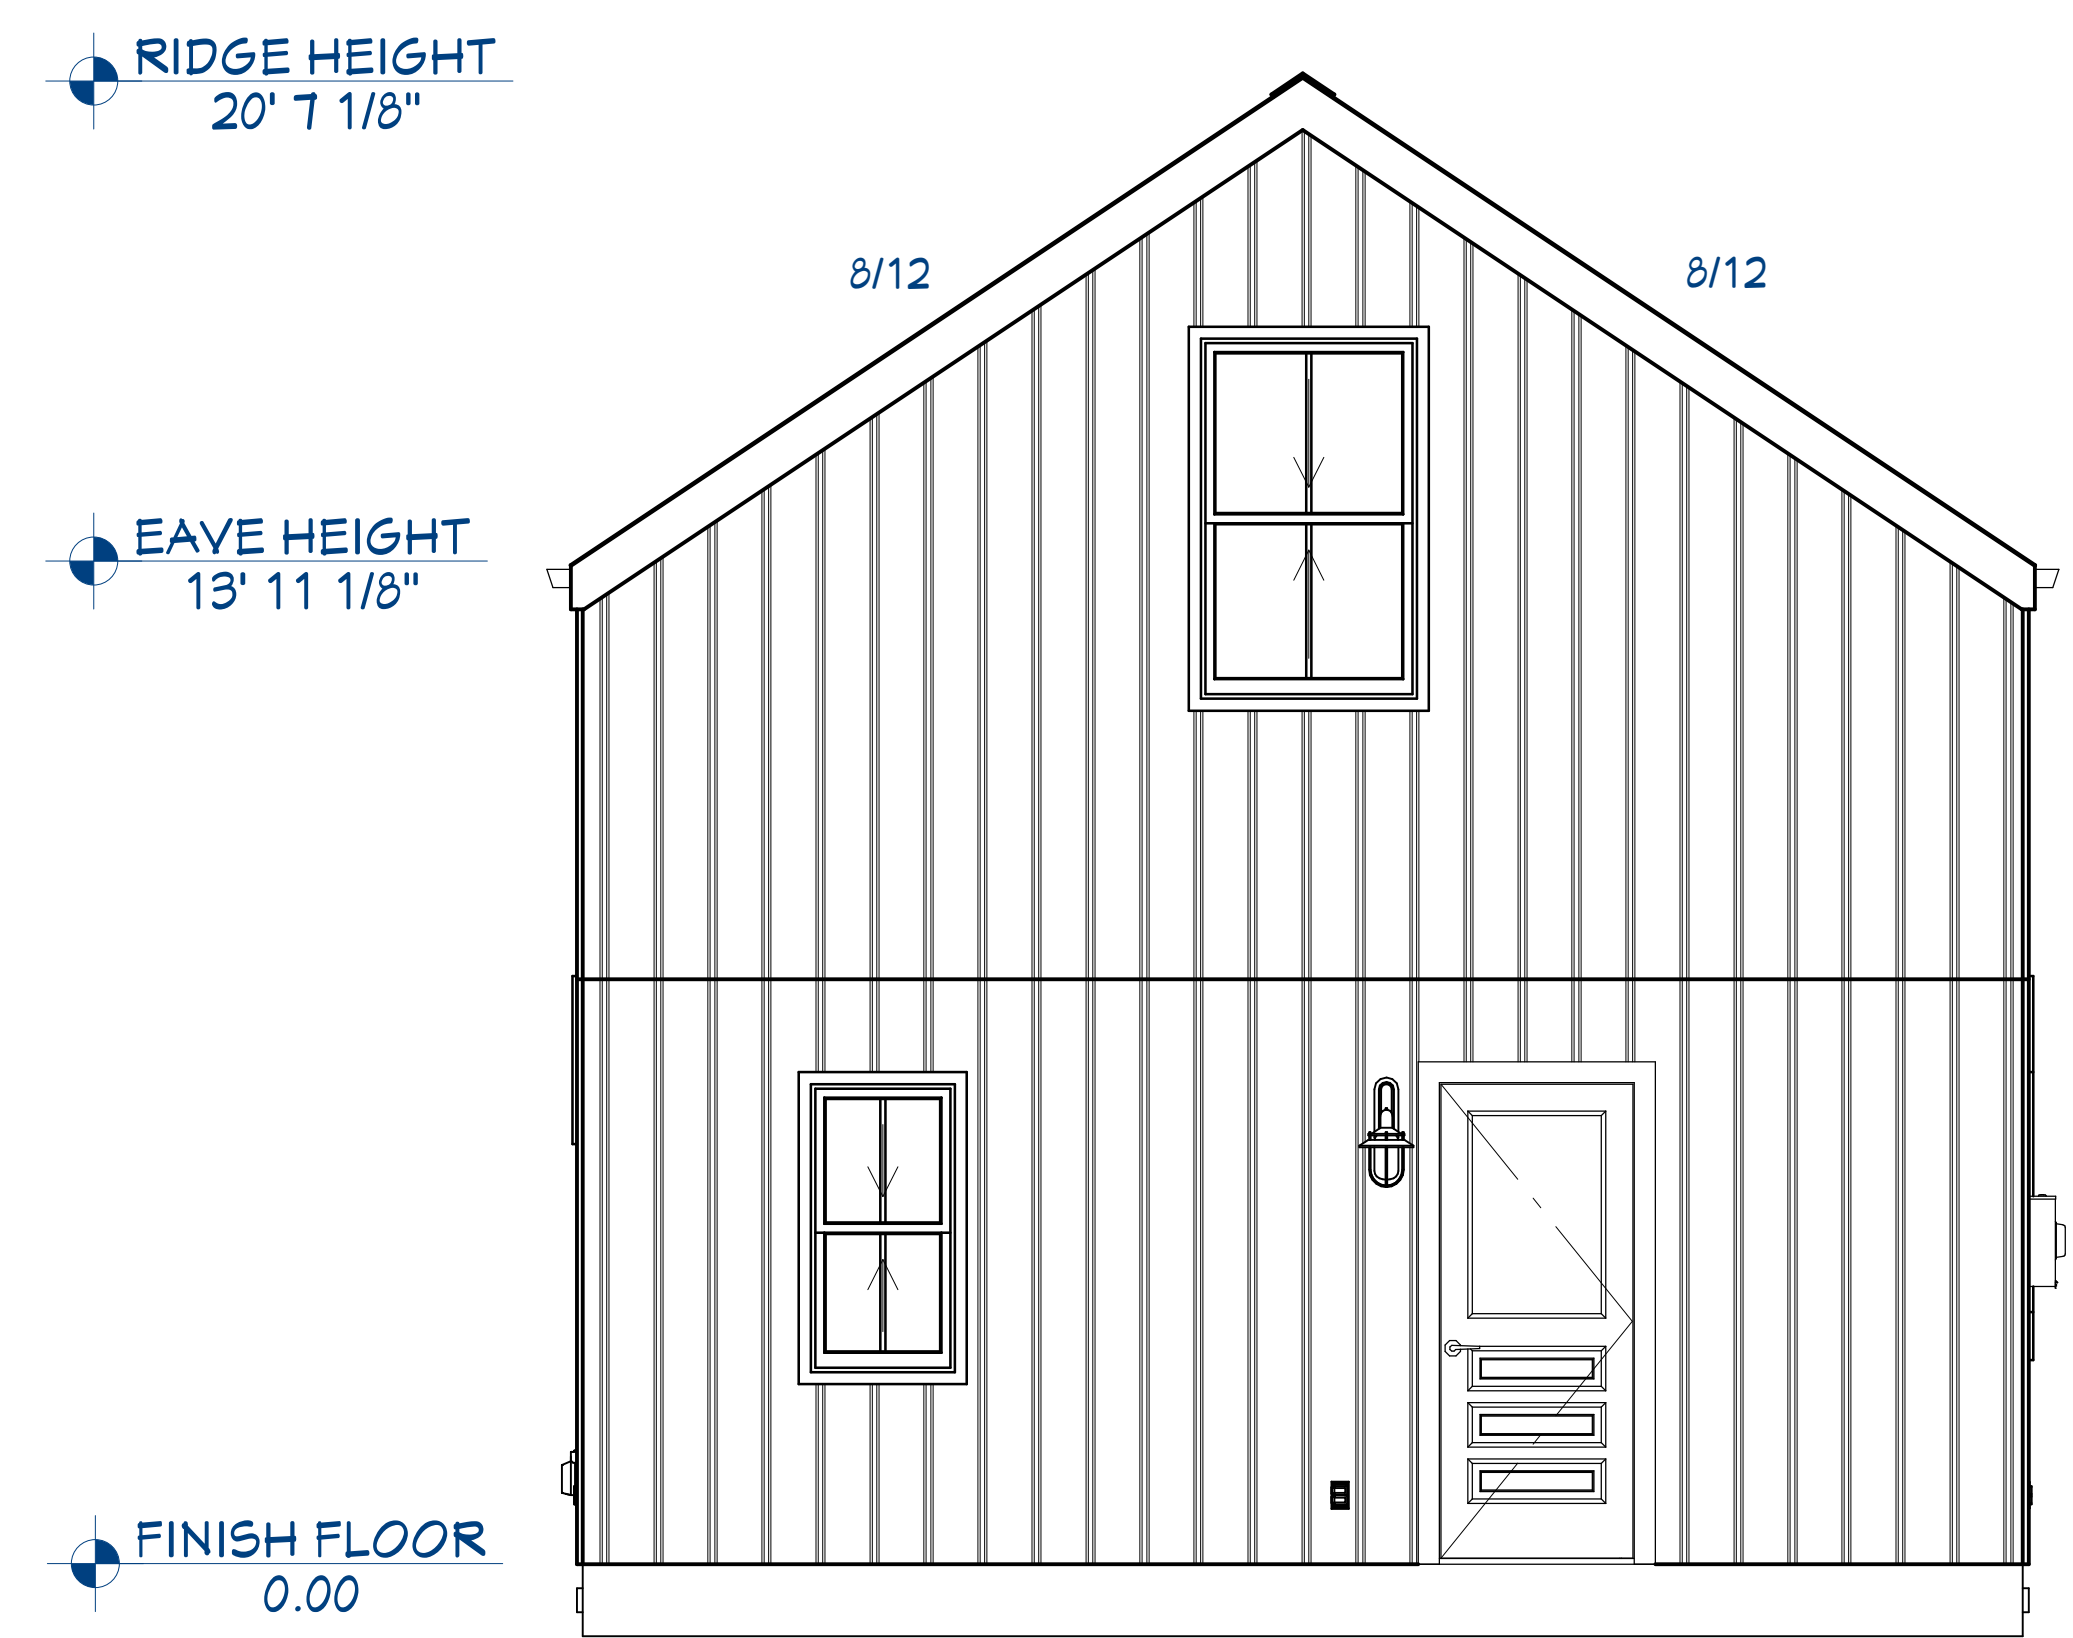 RIDGE HEIGHT
20' 7 1/8"
8/12
8/12
EAVE HEIGHT
13' 11 1/8"
FINISH FLOOR
0.00